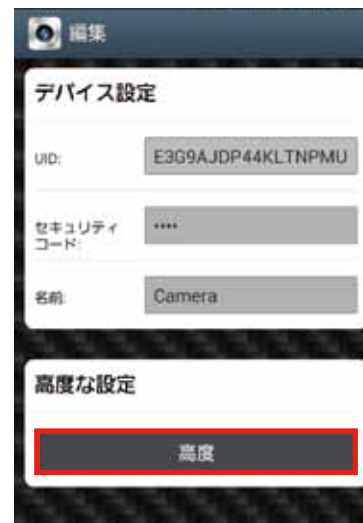 編集
デバイス設定
UID:
E3G9AJDP44KLTNPMU
セキュリティ
コード:
••••
名前:
Camera
高度な設定
高度